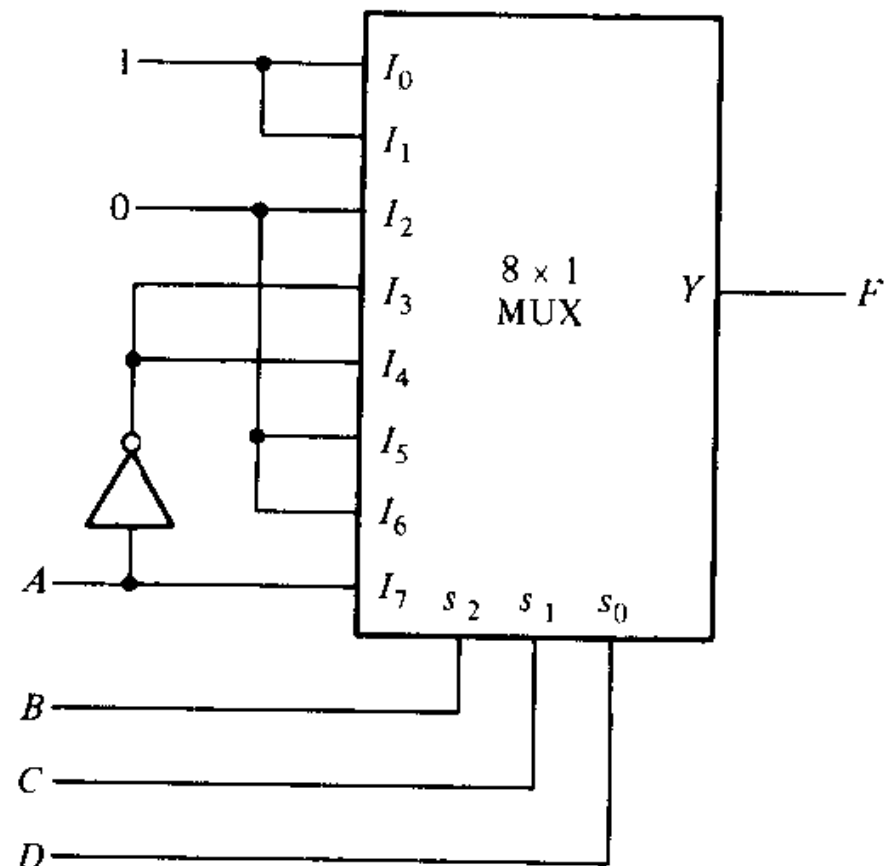 1
I₀
I₁
0
I₂
I₃
8 × 1
MUX
Y
F
I₄
I₅
I₆
A
I₇
s₂
s₁
s₀
B
C
D